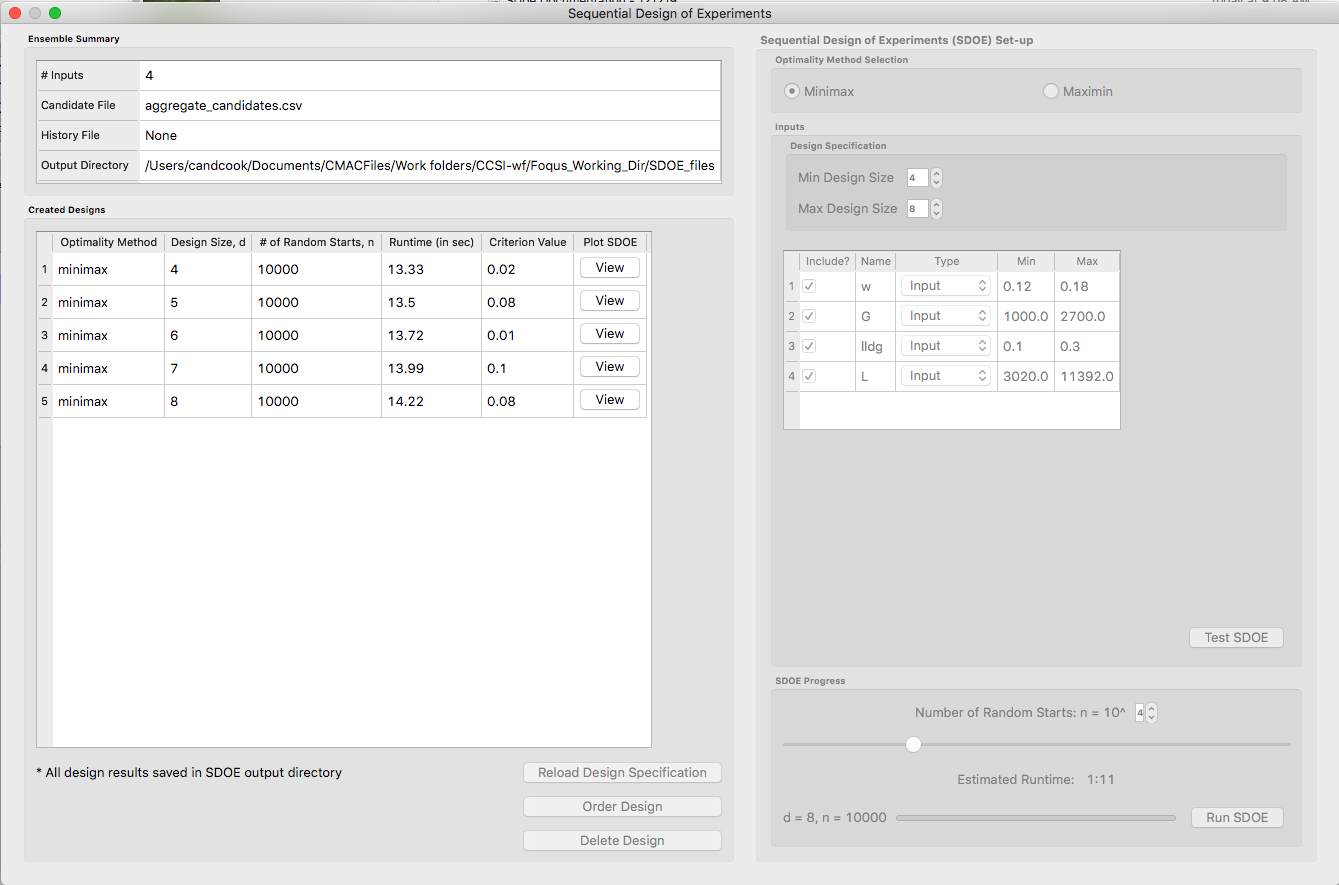 Sequential Design of Experiments
Ensemble Summary
# Inputs 4
Candidate File aggregate_candidates.csv
History File None
Output Directory /Users/candcook/Documents/CMACFiles/Work folders/CCSI-wf/Foqus_Working_Dir/SDOE_files
Created Designs
Optimality Method Design Size, d # of Random Starts, n Runtime (in sec) Criterion Value Plot SDOE
1 minimax 4 10000 13.33 0.02 View
2 minimax 5 10000 13.5 0.08 View
3 minimax 6 10000 13.72 0.01 View
4 minimax 7 10000 13.99 0.1 View
5 minimax 8 10000 14.22 0.08 View
* All design results saved in SDOE output directory
Reload Design Specification
Order Design
Delete Design
Sequential Design of Experiments (SDOE) Set-up
Optimality Method Selection
Minimax Maximin
Inputs
Design Specification
Min Design Size 4
Max Design Size 8
Include? Name Type Min Max
1 w Input 0.12 0.18
2 G Input 1000.0 2700.0
3 lldg Input 0.1 0.3
4 L Input 3020.0 11392.0
Test SDOE
SDOE Progress
Number of Random Starts: n = 10^ 4
Estimated Runtime: 1:11
d = 8, n = 10000 Run SDOE